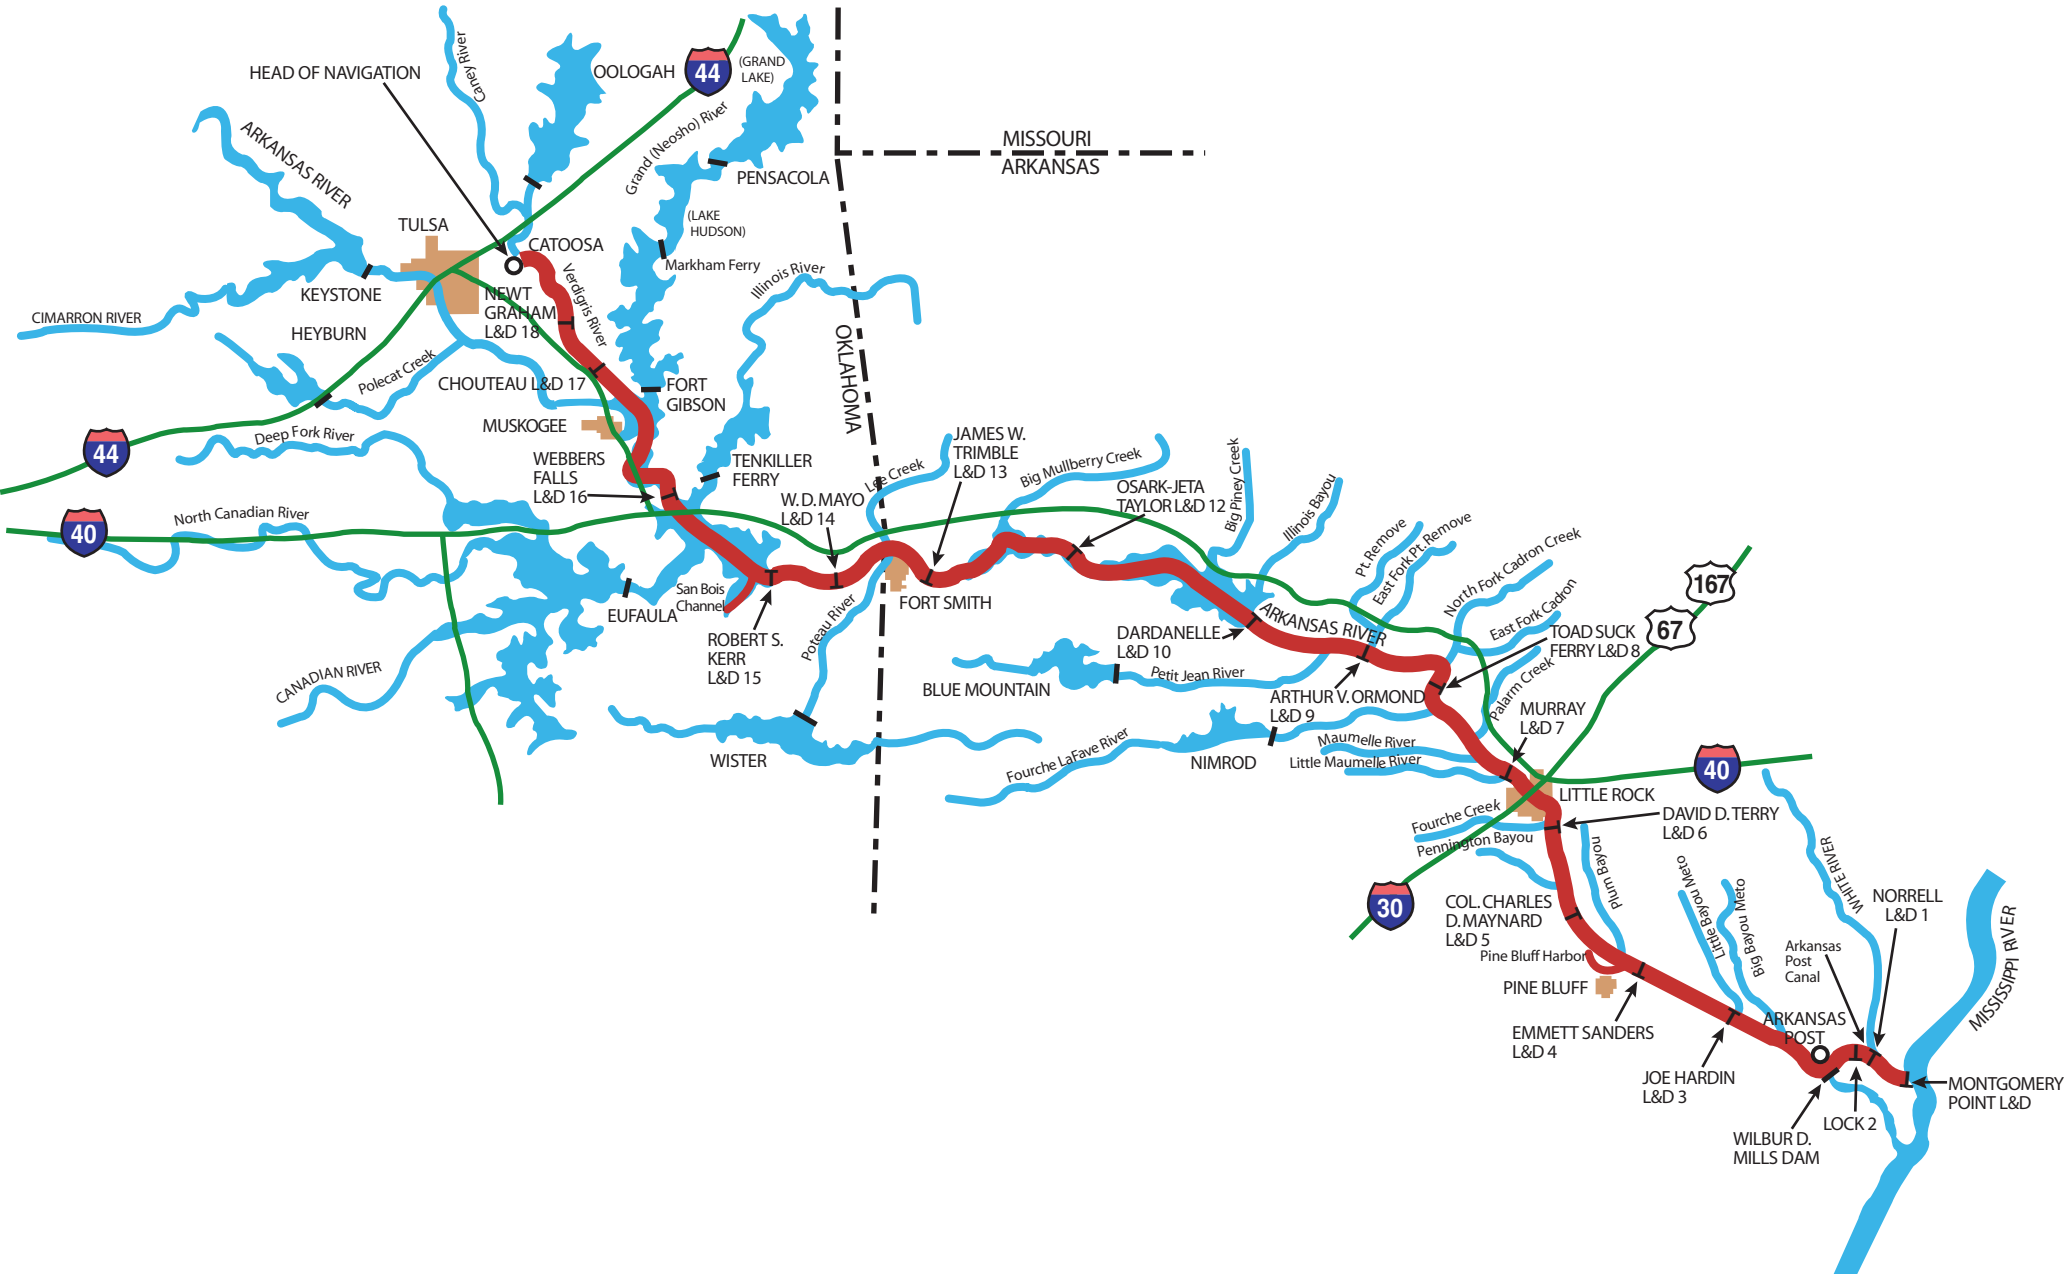 HEAD OF NAVIGATION
Caney River
OOLOGAH
44
(GRAND
LAKE)
Grand (Neosho) River
MISSOURI
ARKANSAS
ARKANSAS RIVER
PENSACOLA
TULSA
(LAKE
HUDSON)
CATOOSA
Markham Ferry
Illinois River
Verdigris River
KEYSTONE
NEWT
GRAHAM
L&D 18
CIMARRON RIVER
HEYBURN
OKLAHOMA
Polecat Creek
CHOUTEAU L&D 17
FORT
GIBSON
MUSKOGEE
44
Deep Fork River
WEBBERS
FALLS
L&D 16
TENKILLER
FERRY
JAMES W.
TRIMBLE
L&D 13
Lee Creek
Big Mullberry Creek
W. D. MAYO
L&D 14
OSARK-JETA
TAYLOR L&D 12
Big Piney Creek
Illinois Bayou
Pt. Remove
East Fork Pt. Remove
North Fork Cadron Creek
East Fork Cadron
167
67
40
North Canadian River
San Bois
Channel
EUFAULA
ROBERT S.
KERR
L&D 15
Poteau River
FORT SMITH
ARKANSAS RIVER
DARDANELLE
L&D 10
TOAD SUCK
FERRY L&D 8
CANADIAN RIVER
BLUE MOUNTAIN
Petit Jean River
ARTHUR V. ORMOND
L&D 9
Palarm Creek
MURRAY
L&D 7
WISTER
Fourche LaFave River
NIMROD
Maumelle River
Little Maumelle River
40
LITTLE ROCK
Fourche Creek
Pennington Bayou
DAVID D. TERRY
L&D 6
Plum Bayou
Little Bayou Meto
Big Bayou Meto
WHITE RIVER
30
COL. CHARLES
D. MAYNARD
L&D 5
NORRELL
L&D 1
MISSISSIPPI RIVER
Pine Bluff Harbor
Arkansas
Post
Canal
PINE BLUFF
ARKANSAS
POST
EMMETT SANDERS
L&D 4
JOE HARDIN
L&D 3
MONTGOMERY
POINT L&D
LOCK 2
WILBUR D.
MILLS DAM